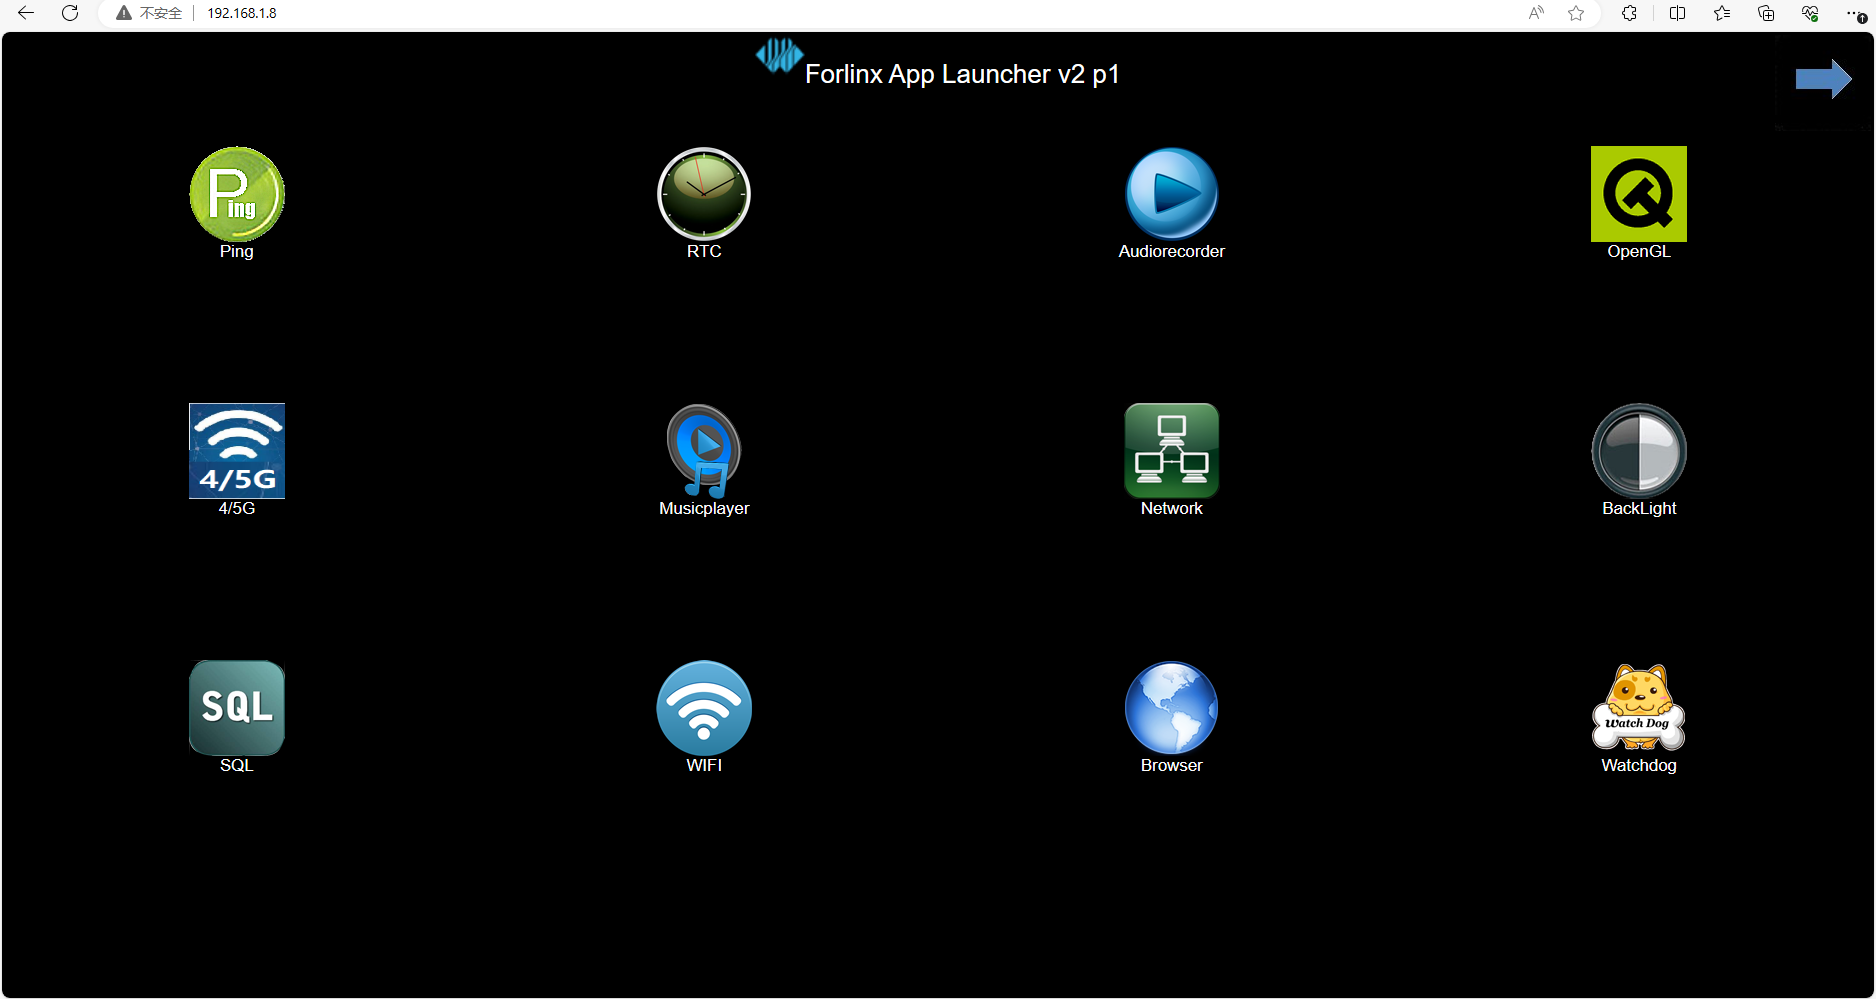 不安全 192.168.1.8
Forlinx App Launcher v2 p1
Ping
Ping
RTC
Audiorecorder
OpenGL
4/5G
4/5G
Musicplayer
Network
BackLight
SQL
SQL
WIFI
Browser
Watch Dog
Watchdog